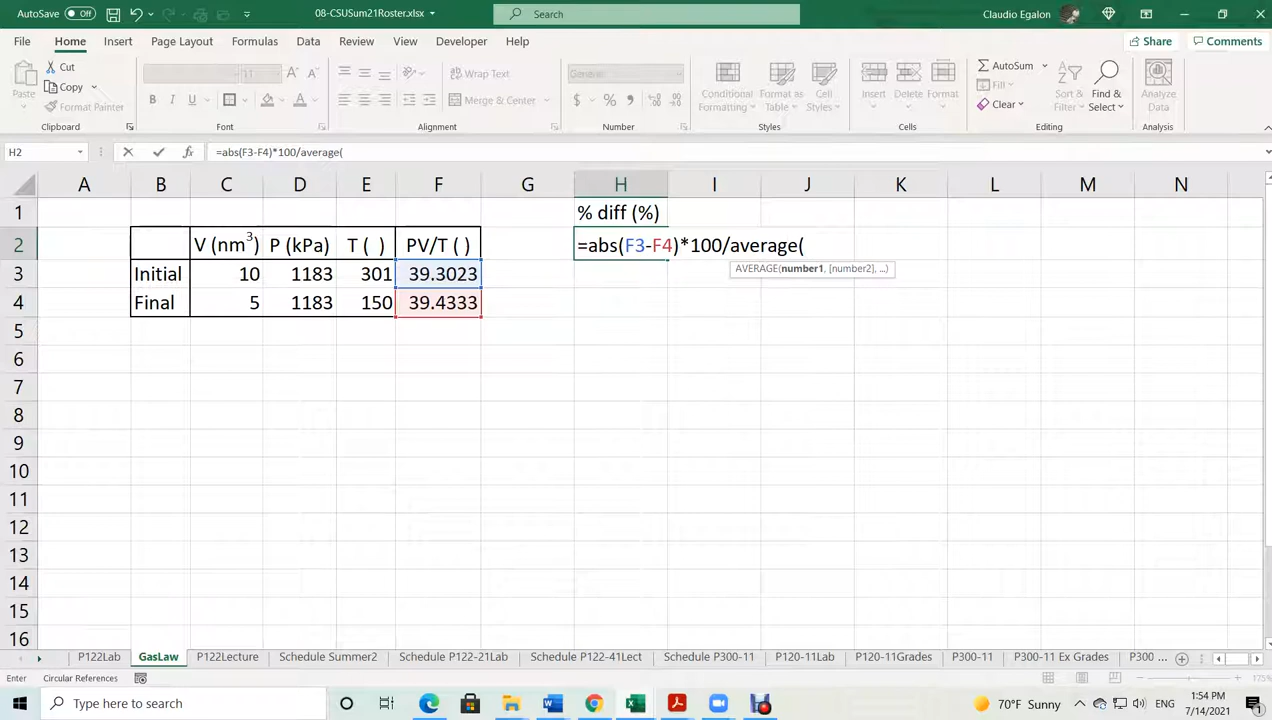 AutoSave Off 08-CSUSum21Roster.xlsx Search Claudio Egalon
File Home Insert Page Layout Formulas Data Review View Developer Help Share Comments
Paste Cut Copy Format Painter Clipboard
B I U A A A Font
Wrap Text Merge & Center Alignment
General $ % Number
Conditional Formatting Format as Table Cell Styles Styles
Insert Delete Format Cells
AutoSum Fill Clear Sort & Filter Find & Select Editing
Analyze Data Analysis
H2 fx =abs(F3-F4)*100/average(
A B C D E F G H I J K L M N
1 % diff (%)
2 V (nm³) P (kPa) T ( ) PV/T ( ) =abs(F3-F4)*100/average(
AVERAGE(number1, [number2], ...)
3 Initial 10 1183 301 39.3023
4 Final 5 1183 150 39.4333
5
6
7
8
9
10
11
12
13
14
15
16
P122Lab GasLaw P122Lecture Schedule Summer2 Schedule P122-21Lab Schedule P122-41Lect Schedule P300-11 P120-11Lab P120-11Grades P300-11 P300-11 Ex Grades P300 ...
Enter Circular References 175%
Type here to search 70°F Sunny ENG 1:54 PM 7/14/2021